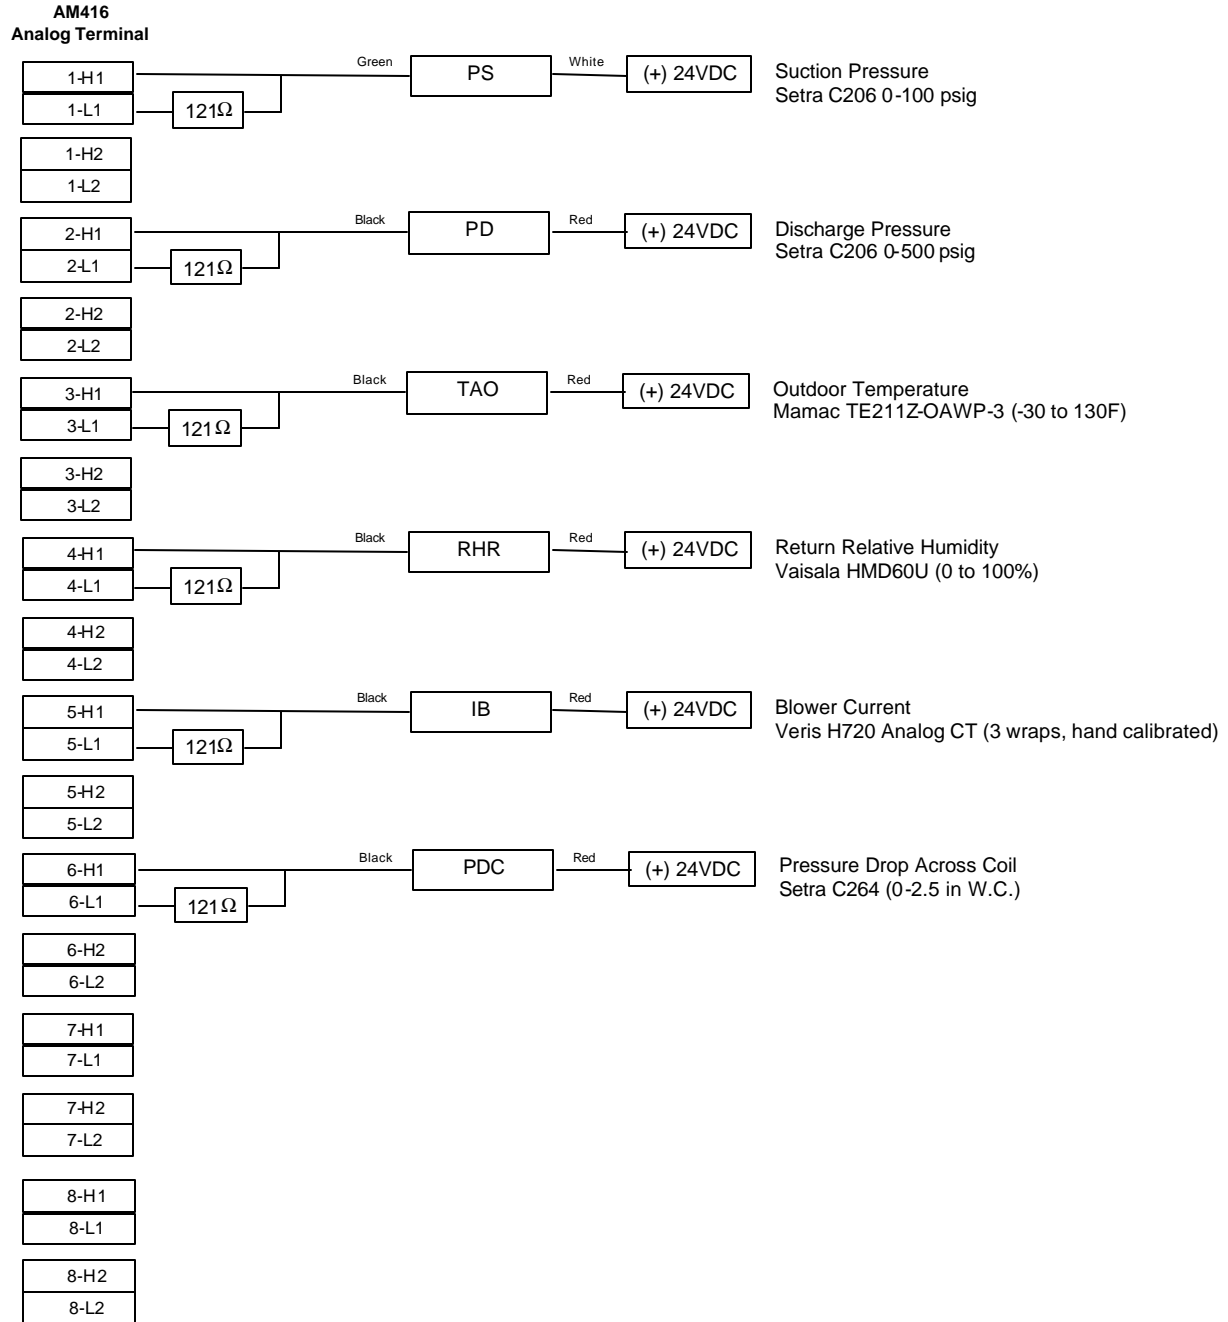 AM416
Analog Terminal
1-H1
Green
PS
White
(+) 24VDC
Suction Pressure
Setra C206 0-100 psig
1-L1
121Ω
1-H2
1-L2
2-H1
Black
PD
Red
(+) 24VDC
Discharge Pressure
Setra C206 0-500 psig
2-L1
121Ω
2-H2
2-L2
3-H1
Black
TAO
Red
(+) 24VDC
Outdoor Temperature
Mamac TE211Z-OAWP-3 (-30 to 130F)
3-L1
121Ω
3-H2
3-L2
4-H1
Black
RHR
Red
(+) 24VDC
Return Relative Humidity
Vaisala HMD60U (0 to 100%)
4-L1
121Ω
4-H2
4-L2
5-H1
Black
IB
Red
(+) 24VDC
Blower Current
Veris H720 Analog CT (3 wraps, hand calibrated)
5-L1
121Ω
5-H2
5-L2
6-H1
Black
PDC
Red
(+) 24VDC
Pressure Drop Across Coil
Setra C264 (0-2.5 in W.C.)
6-L1
121Ω
6-H2
6-L2
7-H1
7-L1
7-H2
7-L2
8-H1
8-L1
8-H2
8-L2